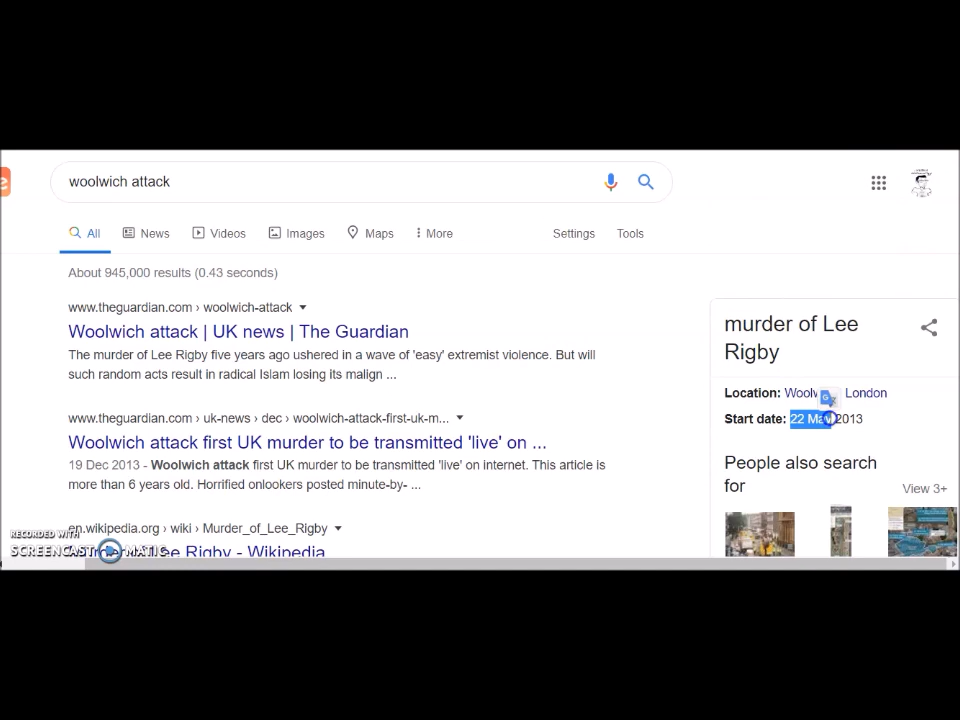 woolwich attack
All News Videos Images Maps More Settings Tools
About 945,000 results (0.43 seconds)
www.theguardian.com › woolwich-attack
Woolwich attack | UK news | The Guardian
The murder of Lee Rigby five years ago ushered in a wave of 'easy' extremist violence. But will
such random acts result in radical Islam losing its malign ...
www.theguardian.com › uk-news › dec › woolwich-attack-first-uk-m...
Woolwich attack first UK murder to be transmitted 'live' on ...
19 Dec 2013 - Woolwich attack first UK murder to be transmitted 'live' on internet. This article is
more than 6 years old. Horrified onlookers posted minute-by- ...
en.wikipedia.org › wiki › Murder_of_Lee_Rigby
Lee Rigby - Wikipedia
murder of Lee
Rigby
Location: London
Start date: 22 May 2013
People also search
for
View 3+
RECORDED WITH
SCREENCAST MATIC